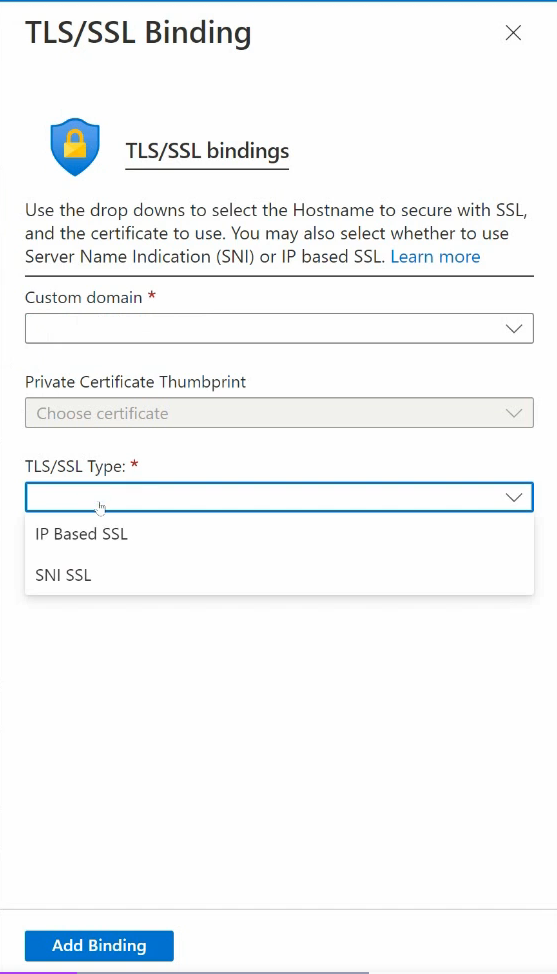 TLS/SSL Binding
TLS/SSL bindings
Use the drop downs to select the Hostname to secure with SSL,
and the certificate to use. You may also select whether to use
Server Name Indication (SNI) or IP based SSL. Learn more
Custom domain *
Private Certificate Thumbprint
Choose certificate
TLS/SSL Type: *
IP Based SSL
SNI SSL
Add Binding